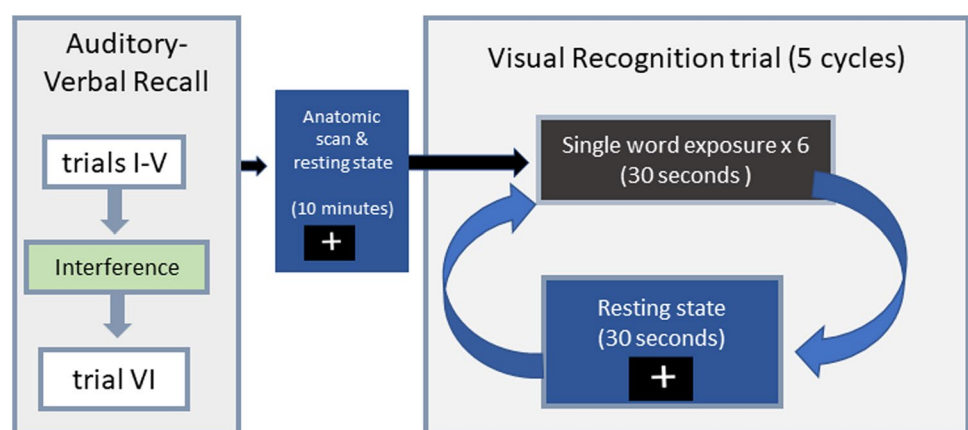 Auditory-
Verbal Recall
trials I-V
Interference
trial VI
Anatomic
scan &
resting state
(10 minutes)
+
Visual Recognition trial (5 cycles)
Single word exposure x 6
(30 seconds )
Resting state
(30 seconds)
+